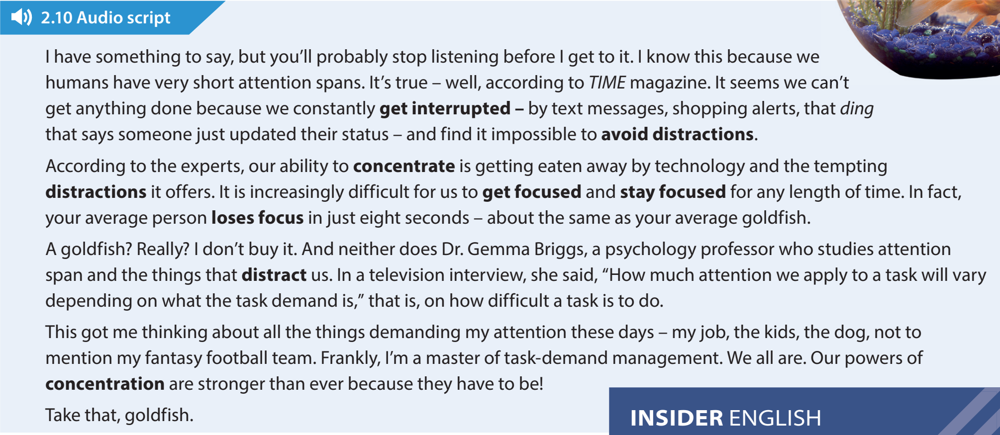 2.10 Audio script
I have something to say, but you’ll probably stop listening before I get to it. I know this because we
humans have very short attention spans. It’s true – well, according to TIME magazine. It seems we can’t
get anything done because we constantly get interrupted – by text messages, shopping alerts, that ding
that says someone just updated their status – and find it impossible to avoid distractions.
According to the experts, our ability to concentrate is getting eaten away by technology and the tempting
distractions it offers. It is increasingly difficult for us to get focused and stay focused for any length of time. In fact,
your average person loses focus in just eight seconds – about the same as your average goldfish.
A goldfish? Really? I don’t buy it. And neither does Dr. Gemma Briggs, a psychology professor who studies attention
span and the things that distract us. In a television interview, she said, “How much attention we apply to a task will vary
depending on what the task demand is,” that is, on how difficult a task is to do.
This got me thinking about all the things demanding my attention these days – my job, the kids, the dog, not to
mention my fantasy football team. Frankly, I’m a master of task-demand management. We all are. Our powers of
concentration are stronger than ever because they have to be!
Take that, goldfish.
INSIDER ENGLISH